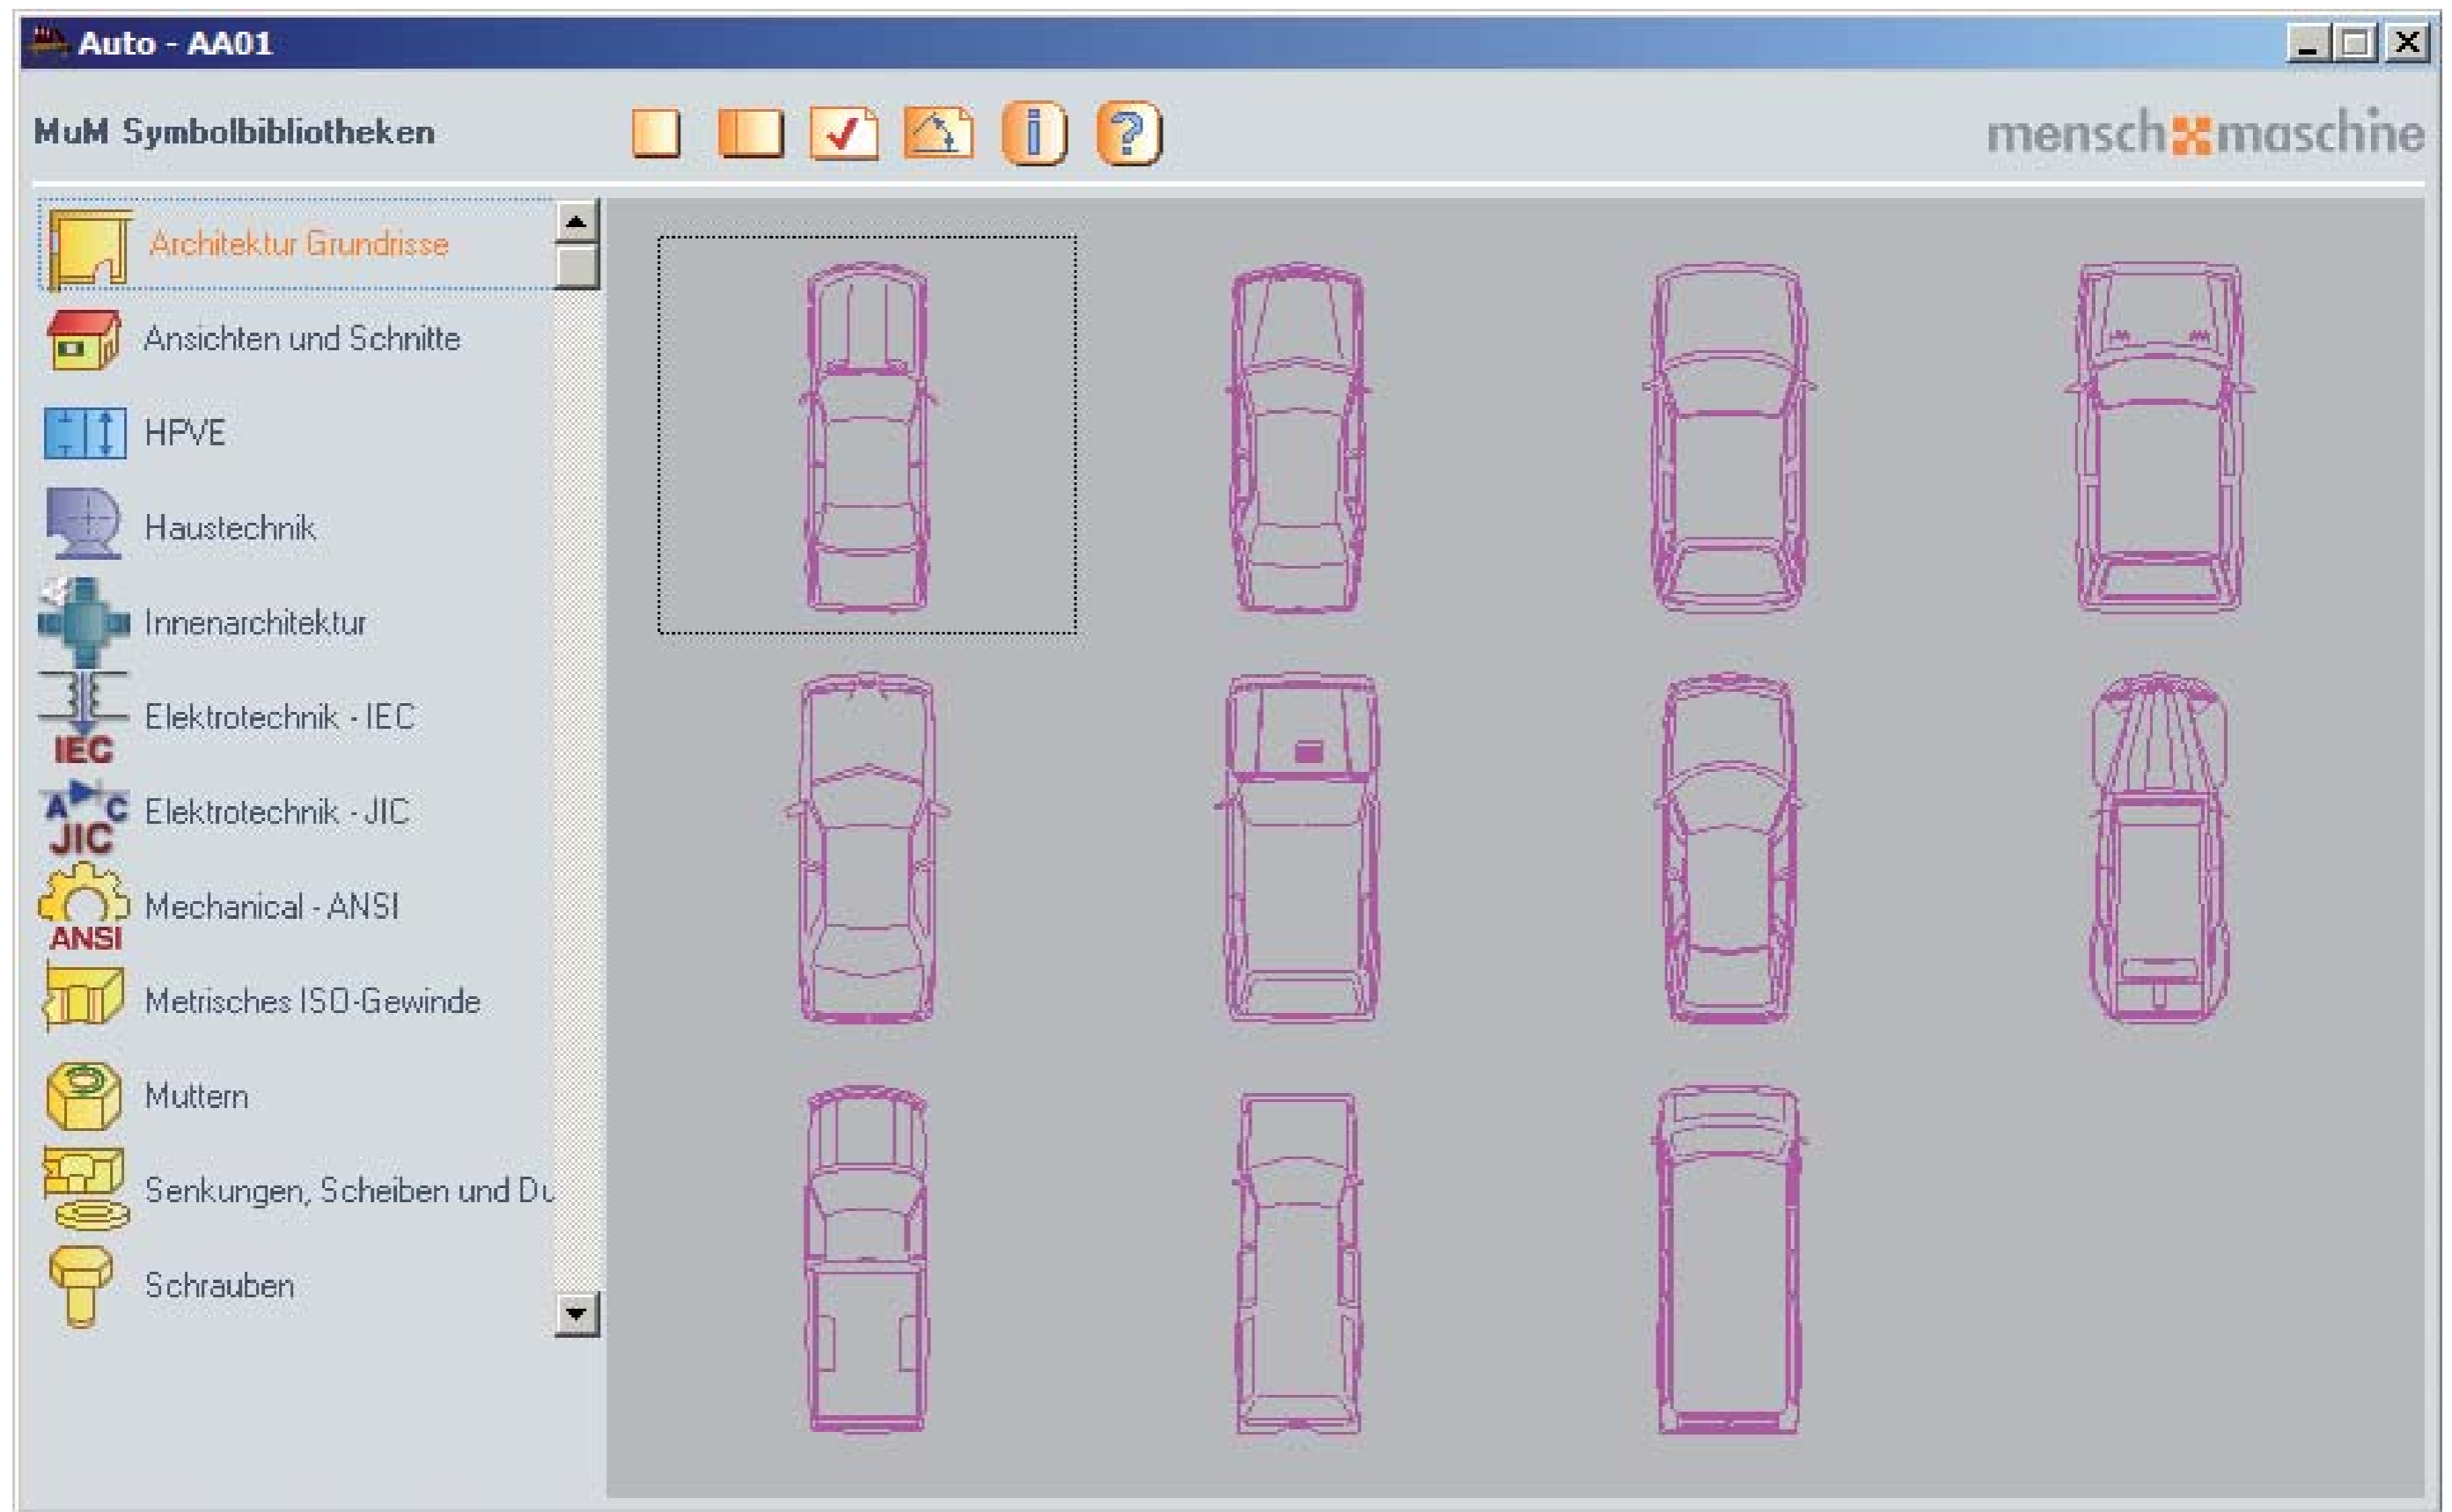 Auto - AA01
MuM Symbolbibliotheken
mensch maschine
Architektur Grundrisse
Ansichten und Schnitte
HPVE
Haustechnik
Innenarchitektur
IEC
Elektrotechnik - IEC
A C
JIC
Elektrotechnik - JIC
ANSI
Mechanical - ANSI
Metrisches ISO-Gewinde
Muttern
Senkungen, Scheiben und Du
Schrauben